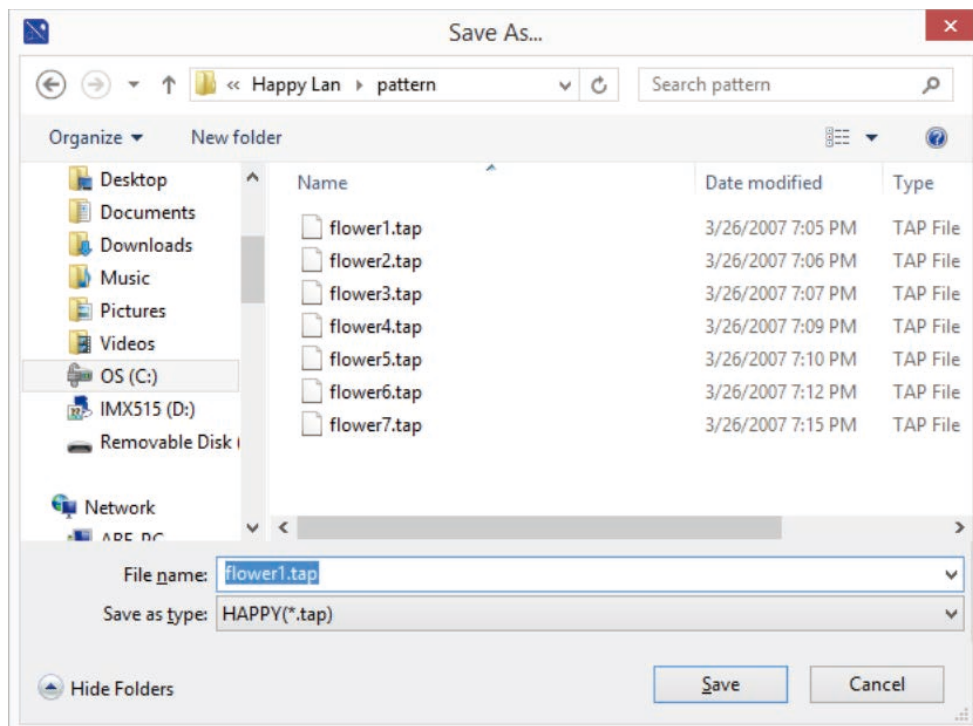 Save As...
« Happy Lan pattern
Search pattern
Organize
New folder
Desktop
Documents
Downloads
Music
Pictures
Videos
OS (C:)
IMX515 (D:)
Removable Disk (
Network
Name Date modified Type
flower1.tap 3/26/2007 7:05 PM TAP File
flower2.tap 3/26/2007 7:06 PM TAP File
flower3.tap 3/26/2007 7:07 PM TAP File
flower4.tap 3/26/2007 7:09 PM TAP File
flower5.tap 3/26/2007 7:10 PM TAP File
flower6.tap 3/26/2007 7:12 PM TAP File
flower7.tap 3/26/2007 7:15 PM TAP File
File name: flower1.tap
Save as type: HAPPY(*.tap)
Hide Folders
Save
Cancel